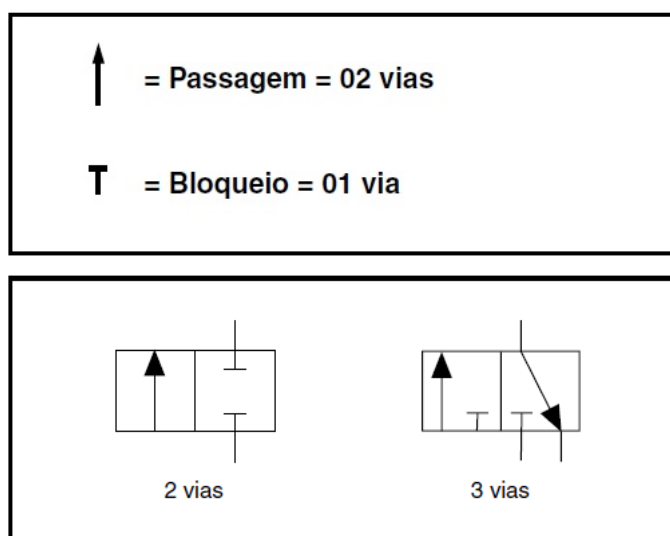 = Passagem = 02 vias
= Bloqueio = 01 via
2 vias
3 vias